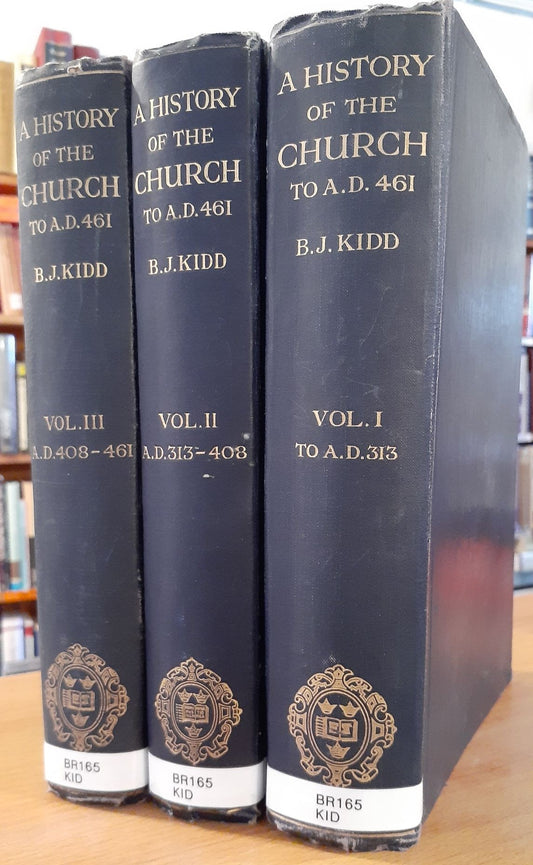 A HISTORY
OF THE
CHURCH
TO A.D. 461
B.J. KIDD
VOL. III
A.D. 408-461
BR165
KID
A HISTORY
OF THE
CHURCH
TO A.D. 461
B.J. KIDD
VOL. II
A.D. 313-408
BR165
KID
A HISTORY
OF THE
CHURCH
TO A.D. 461
B.J. KIDD
VOL. I
TO A.D. 313
BR165
KID